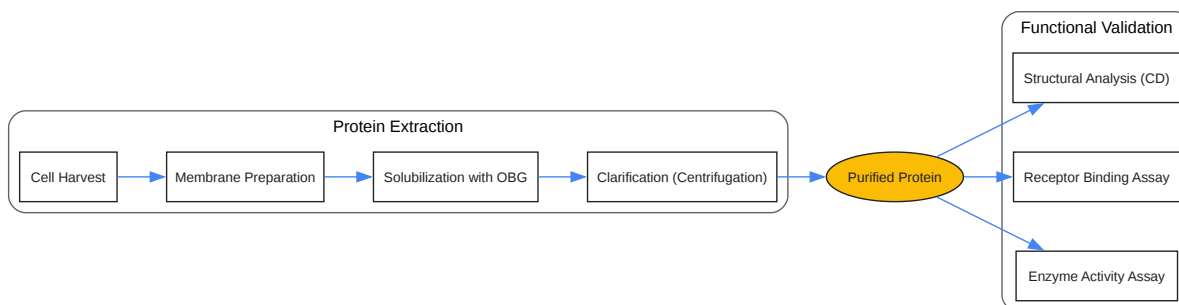 Protein Extraction
Cell Harvest
Membrane Preparation
Solubilization with OBG
Clarification (Centrifugation)
Purified Protein
Functional Validation
Structural Analysis (CD)
Receptor Binding Assay
Enzyme Activity Assay